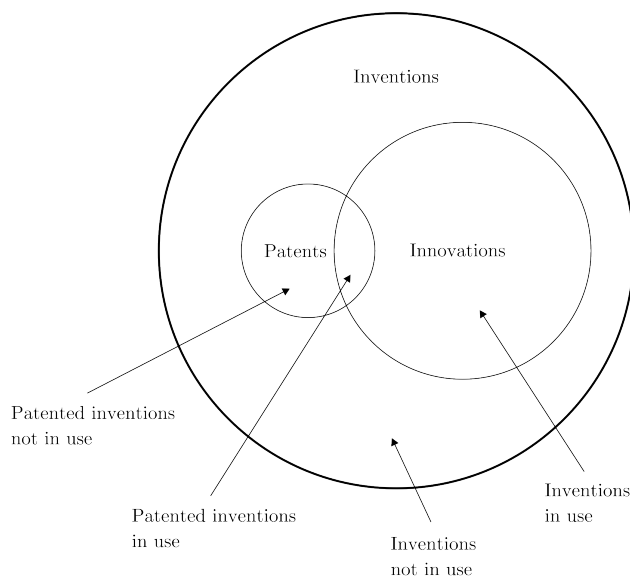 Inventions
Patents
Innovations
Patented inventions
not in use
Patented inventions
in use
Inventions
not in use
Inventions
in use